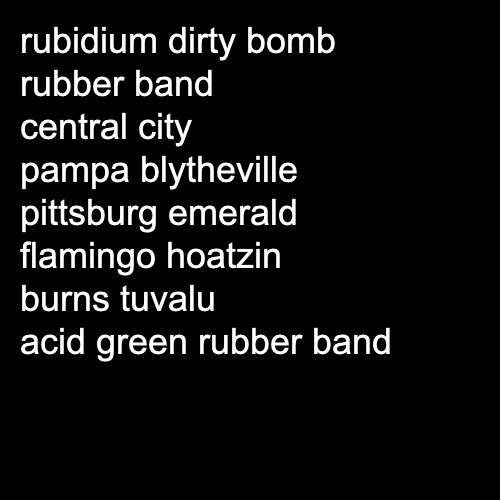 rubidium dirty bomb
rubber band
central city
pampa blytheville
pittsburg emerald
flamingo hoatzin
burns tuvalu
acid green rubber band